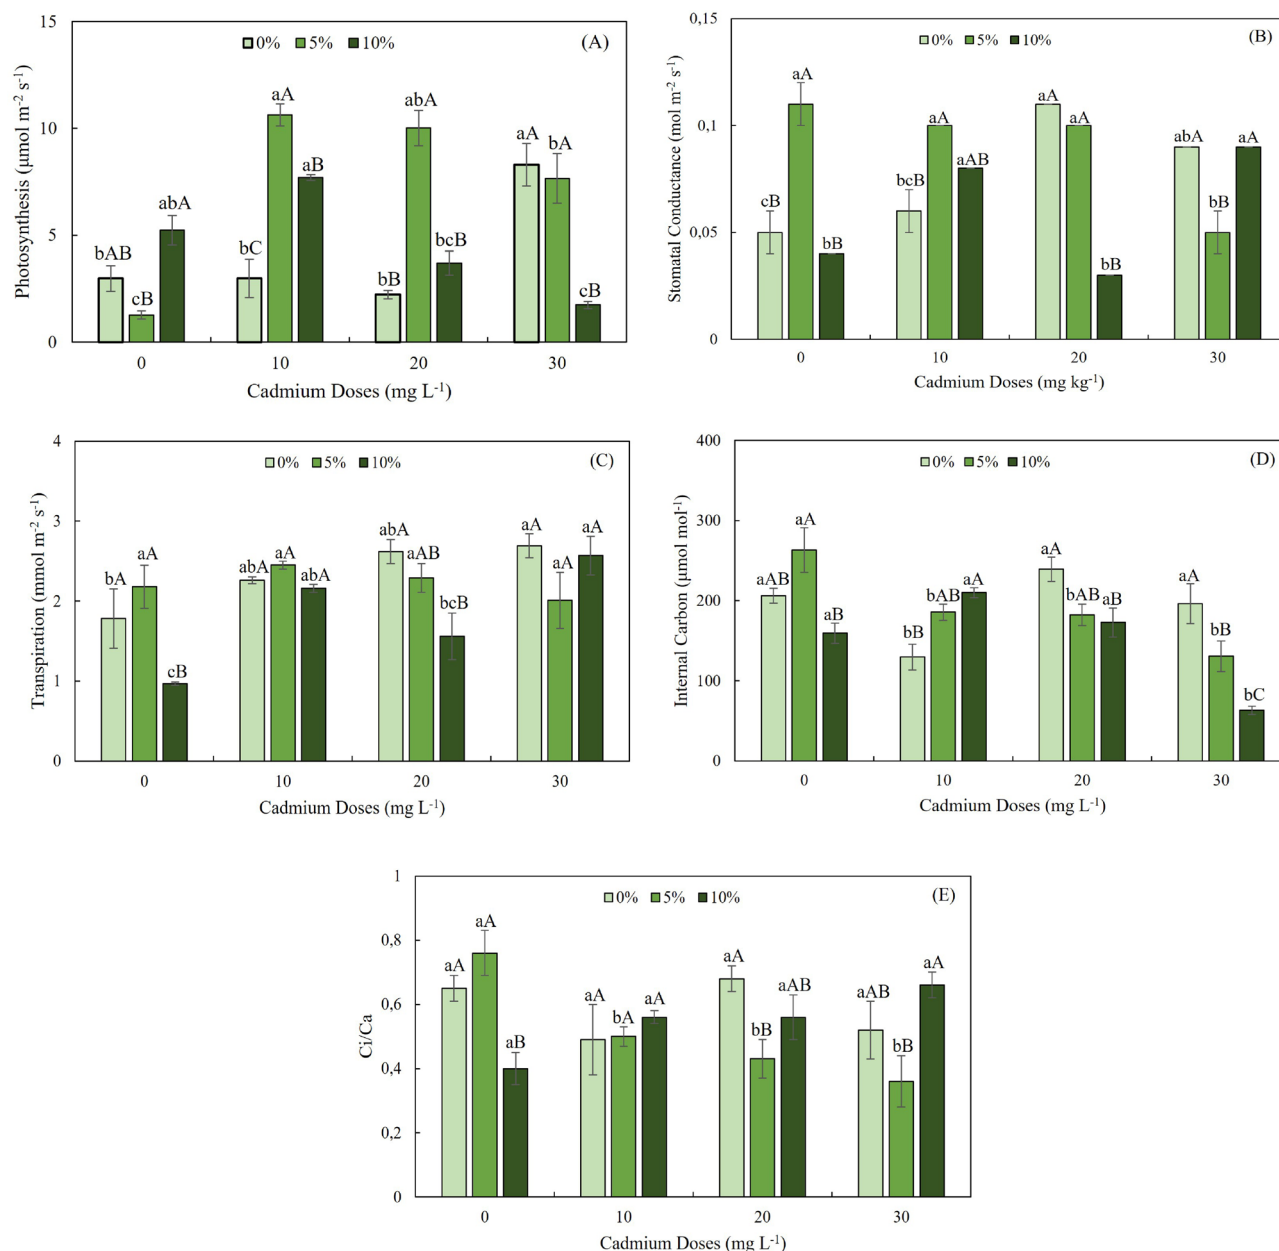 15
10
5
0
Photosynthesis (µmol m-2 s-1)
0% 5% 10%
(A)
bAB cB abA
bC aA aB
bB abA bcB
aA bA cB
0 10 20 30
Cadmium Doses (mg L-1)
0,15
0,1
0,05
0
Stomatal Conductance (mol m-2 s-1)
0% 5% 10%
(B)
cB aA bB
bcB aA aAB
aA aA bB
abA bB aA
0 10 20 30
Cadmium Doses (mg kg-1)
4
3
2
1
0
Transpiration (mmol m-2 s-1)
0% 5% 10%
(C)
bA aA cB
abA aA abA
abA aAB bcB
aA aA aA
0 10 20 30
Cadmium Doses (mg L-1)
400
300
200
100
0
Internal Carbon (µmol mol-1)
0% 5% 10%
(D)
aAB aA aB
bB bAB aA
aA bAB aB
aA bB bC
0 10 20 30
Cadmium Doses (mg L-1)
1
0,8
0,6
0,4
0,2
0
Ci/Ca
0% 5% 10%
(E)
aA aA aB
aA bA aA
aA bB aAB
aAB bB aA
0 10 20 30
Cadmium Doses (mg L-1)